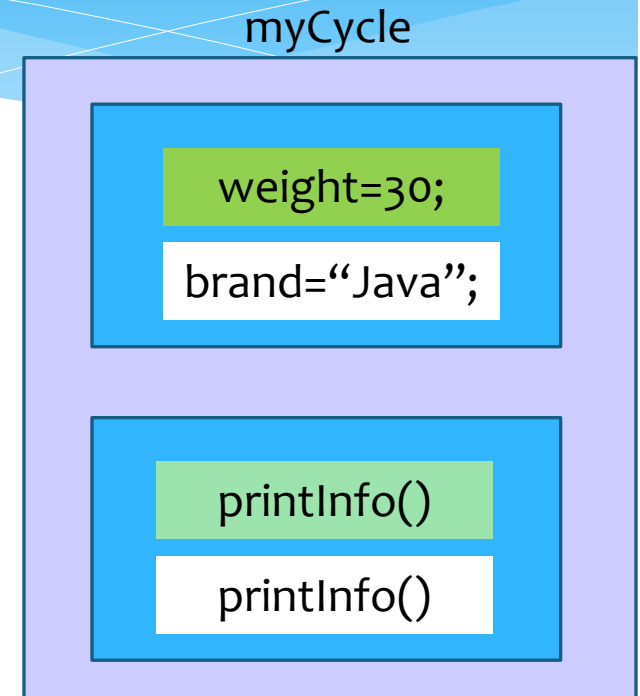 myCycle
weight=30;
brand=“Java”;
printInfo()
printInfo()